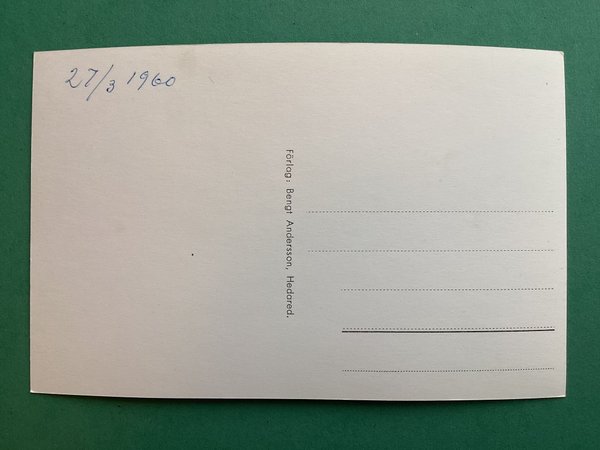 27/3 1960
Förlag: Bengt Andersson, Hedared.